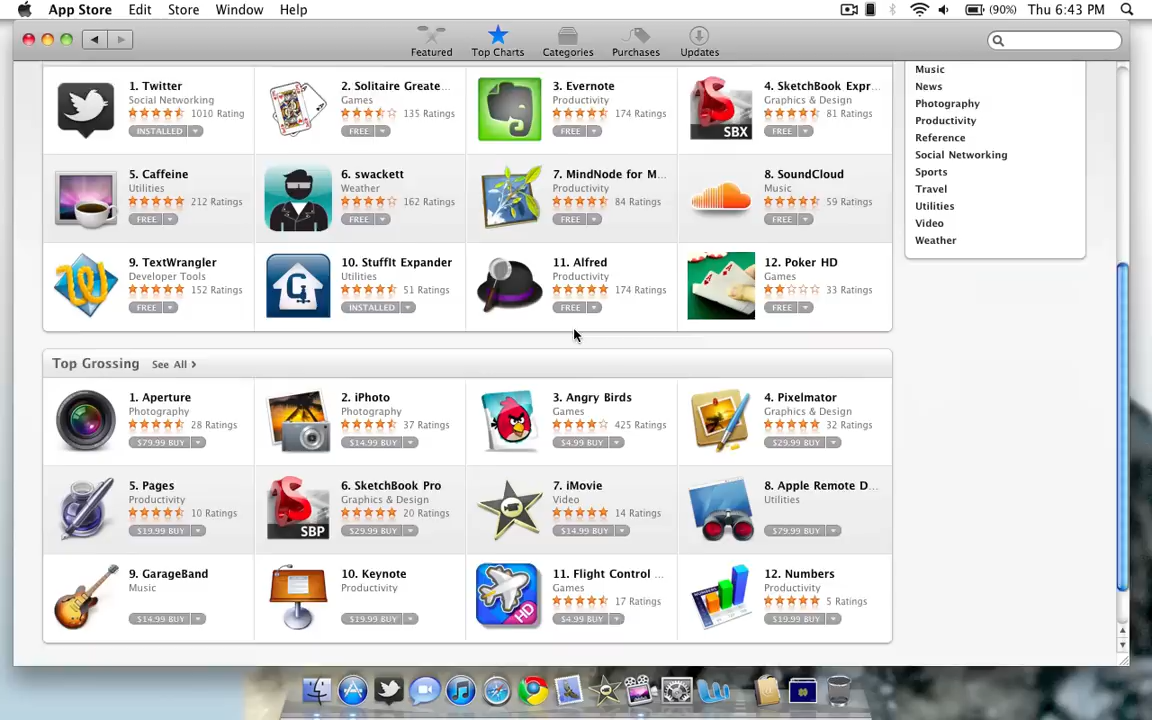 App Store Edit Store Window Help (90%) Thu 6:43 PM
Featured Top Charts Categories Purchases Updates
1. Twitter
Social Networking
1010 Rating
INSTALLED
2. Solitaire Greate...
Games
135 Ratings
FREE
3. Evernote
Productivity
174 Ratings
FREE
4. SketchBook Expr...
Graphics & Design
81 Ratings
FREE
SBX
5. Caffeine
Utilities
212 Ratings
FREE
6. swackett
Weather
162 Ratings
FREE
7. MindNode for M...
Productivity
84 Ratings
FREE
8. SoundCloud
Music
59 Ratings
FREE
9. TextWrangler
Developer Tools
152 Ratings
FREE
10. StuffIt Expander
Utilities
51 Ratings
INSTALLED
11. Alfred
Productivity
174 Ratings
FREE
12. Poker HD
Games
33 Ratings
FREE
Music
News
Photography
Productivity
Reference
Social Networking
Sports
Travel
Utilities
Video
Weather
Top Grossing See All >
1. Aperture
Photography
28 Ratings
$79.99 BUY
2. iPhoto
Photography
37 Ratings
$14.99 BUY
3. Angry Birds
Games
425 Ratings
$4.99 BUY
4. Pixelmator
Graphics & Design
32 Ratings
$29.99 BUY
5. Pages
Productivity
10 Ratings
$19.99 BUY
6. SketchBook Pro
Graphics & Design
20 Ratings
$29.99 BUY
SBP
7. iMovie
Video
14 Ratings
$14.99 BUY
8. Apple Remote D...
Utilities
$79.99 BUY
9. GarageBand
Music
$14.99 BUY
10. Keynote
Productivity
$19.99 BUY
11. Flight Control ...
Games
17 Ratings
$4.99 BUY
HD
12. Numbers
Productivity
5 Ratings
$19.99 BUY